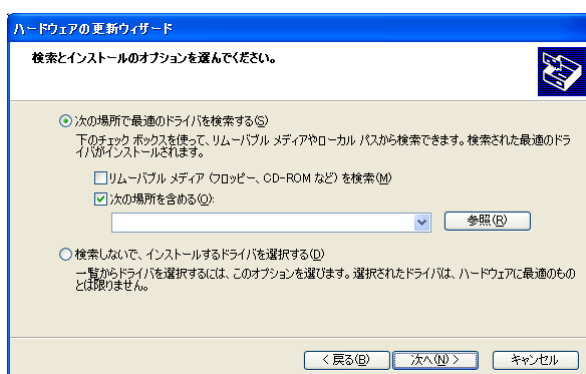 ハードウェアの更新ウィザード
検索とインストールのオプションを選んでください。
次の場所で最適のドライバを検索する(S)
下のチェック ボックスを使って、リムーバブル メディアやローカル パスから検索できます。検索された最適のドラ
イバがインストールされます。
リムーバブル メディア (フロッピー、CD-ROM など) を検索(M)
次の場所を含める(O):
参照(R)
検索しないで、インストールするドライバを選択する(D)
一覧からドライバを選択するには、このオプションを選びます。選択されたドライバは、ハードウェアに最適のもの
とは限りません。
< 戻る(B) 次へ(N) > キャンセル